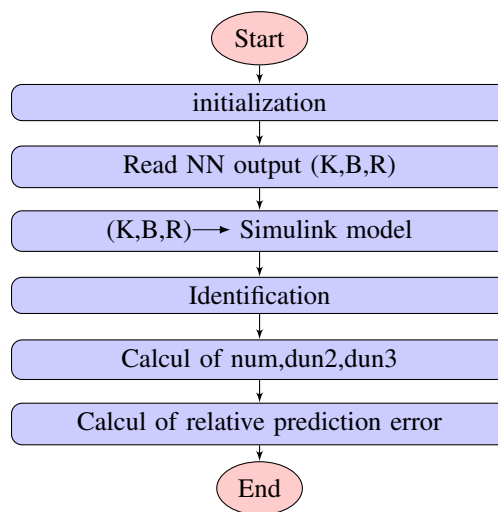 Start
initialization
Read NN output (K,B,R)
(K,B,R)⟶ Simulink model
Identification
Calcul of num,dun2,dun3
Calcul of relative prediction error
End